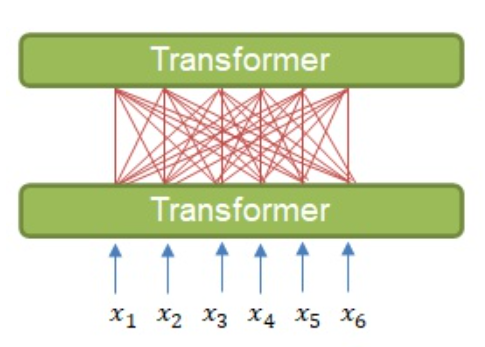 Transformer
Transformer
x₁ x₂ x₃ x₄ x₅ x₆